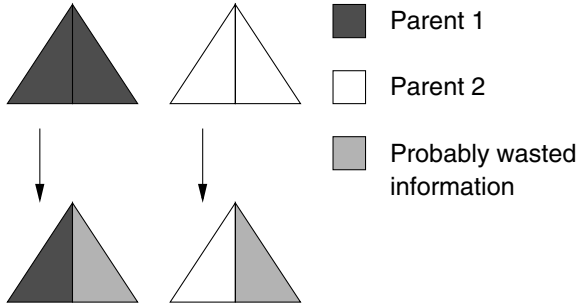 Parent 1
Parent 2
Probably wasted
information